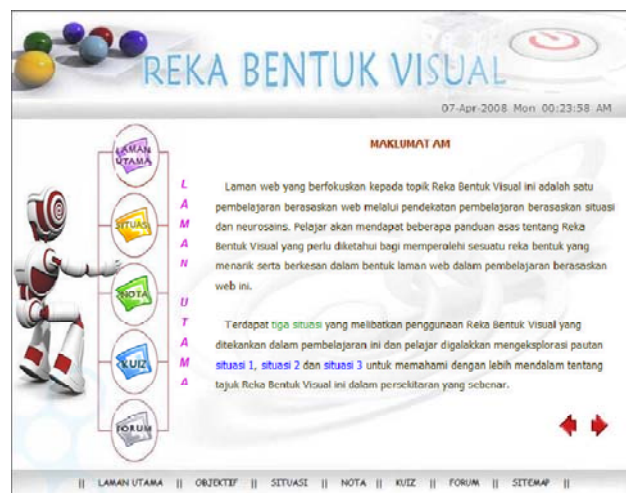 REKA BENTUK VISUAL
07-Apr-2008 Mon 00:23:58 AM
LAMAN
UTAMA
SITUASI
NOTA
KUIZ
FORUM
LAMAN UTAMA
MAKLUMAT AM
Laman web yang berfokuskan kepada topik Reka Bentuk Visual ini adalah satu
pembelajaran berasaskan web melalui pendekatan pembelajaran berasaskan situasi
dan neurosains. Pelajar akan mendapat beberapa panduan asas tentang Reka
Bentuk Visual yang perlu diketahui bagi memperolehi sesuatu reka bentuk yang
menarik serta berkesan dalam bentuk laman web dalam pembelajaran berasaskan
web ini.
Terdapat tiga situasi yang melibatkan penggunaan Reka Bentuk Visual yang
ditekankan dalam pembelajaran ini dan pelajar digalakkan mengeksplorasi pautan
situasi 1, situasi 2 dan situasi 3 untuk memahami dengan lebih mendalam tentang
tajuk Reka Bentuk Visual ini dalam persekitaran yang sebenar.
|| LAMAN UTAMA || OBJEKTIF || SITUASI || NOTA || KUIZ || FORUM || SITEMAP ||